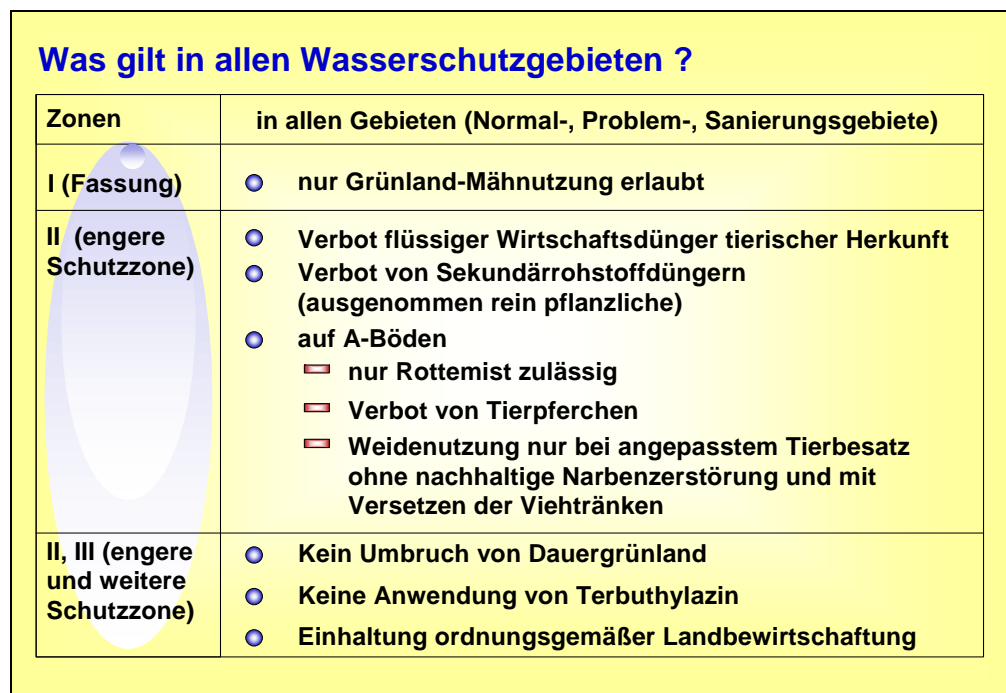 Was gilt in allen Wasserschutzgebieten ?
Zonen
in allen Gebieten (Normal-, Problem-, Sanierungsgebiete)
I (Fassung)
nur Grünland-Mähnutzung erlaubt
II (engere
Schutzzone)
Verbot flüssiger Wirtschaftsdünger tierischer Herkunft
Verbot von Sekundärrohstoffdüngern
(ausgenommen rein pflanzliche)
auf A-Böden
nur Rottemist zulässig
Verbot von Tierpferchen
Weidenutzung nur bei angepasstem Tierbesatz
ohne nachhaltige Narbenzerstörung und mit
Versetzen der Viehtränken
II, III (engere
und weitere
Schutzzone)
Kein Umbruch von Dauergrünland
Keine Anwendung von Terbuthylazin
Einhaltung ordnungsgemäßer Landbewirtschaftung